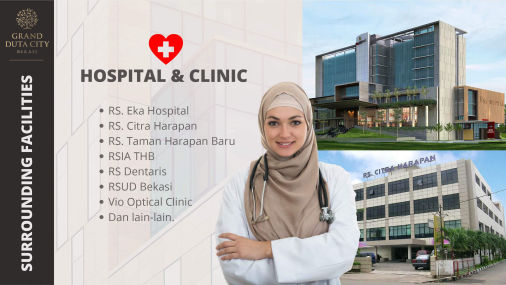 GRAND
DUTA CITY
BEKASI
SURROUNDING FACILITIES
HOSPITAL & CLINIC
RS. Eka Hospital
RS. Citra Harapan
RS. Taman Harapan Baru
RSIA THB
RS Dentaris
RSUD Bekasi
Vio Optical Clinic
Dan lain-lain.
RS. CITRA HARAPAN